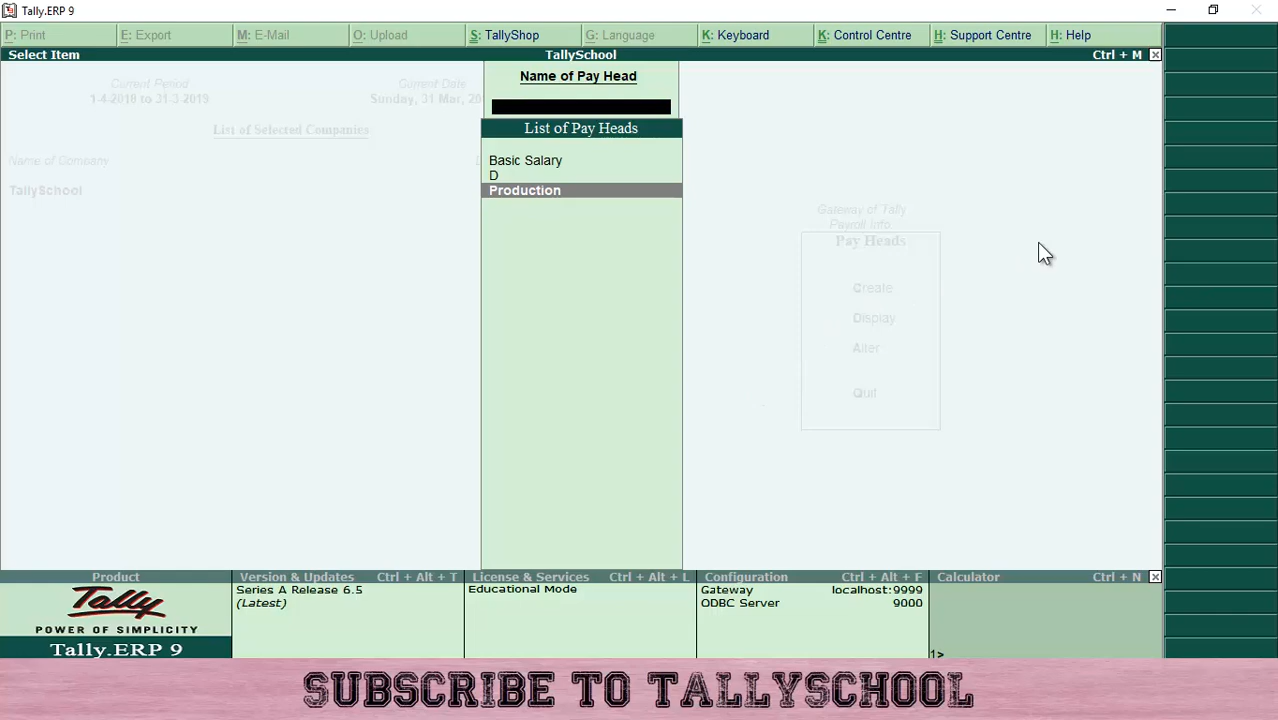 Tally.ERP 9
P: Print
E: Export
M: E-Mail
O: Upload
S: TallyShop
G: Language
K: Keyboard
K: Control Centre
H: Support Centre
H: Help
Select Item
TallySchool
Ctrl + M
Name of Pay Head
Current Period
Current Date
1-4-2018 to 31-3 2019
Sunday, 31 Mar, 20
List of Selected Companies
List of Pay Heads
Name of Company
Basic Salary
D
Production
TallySchool
Gateway of Tally
Payroll Info.
Pay Heads
Create
Display
Alter
Quit
Product
Version & Updates Ctrl + Alt + T
License & Services Ctrl + Alt + L
Configuration Ctrl + Alt + F
Calculator Ctrl + N
Tally
POWER OF SIMPLICITY
Tally.ERP 9
Series A Release 6.5
(Latest)
Educational Mode
Gateway localhost:9999
ODBC Server 9000
1>
SUBSCRIBE TO TALLYSCHOOL